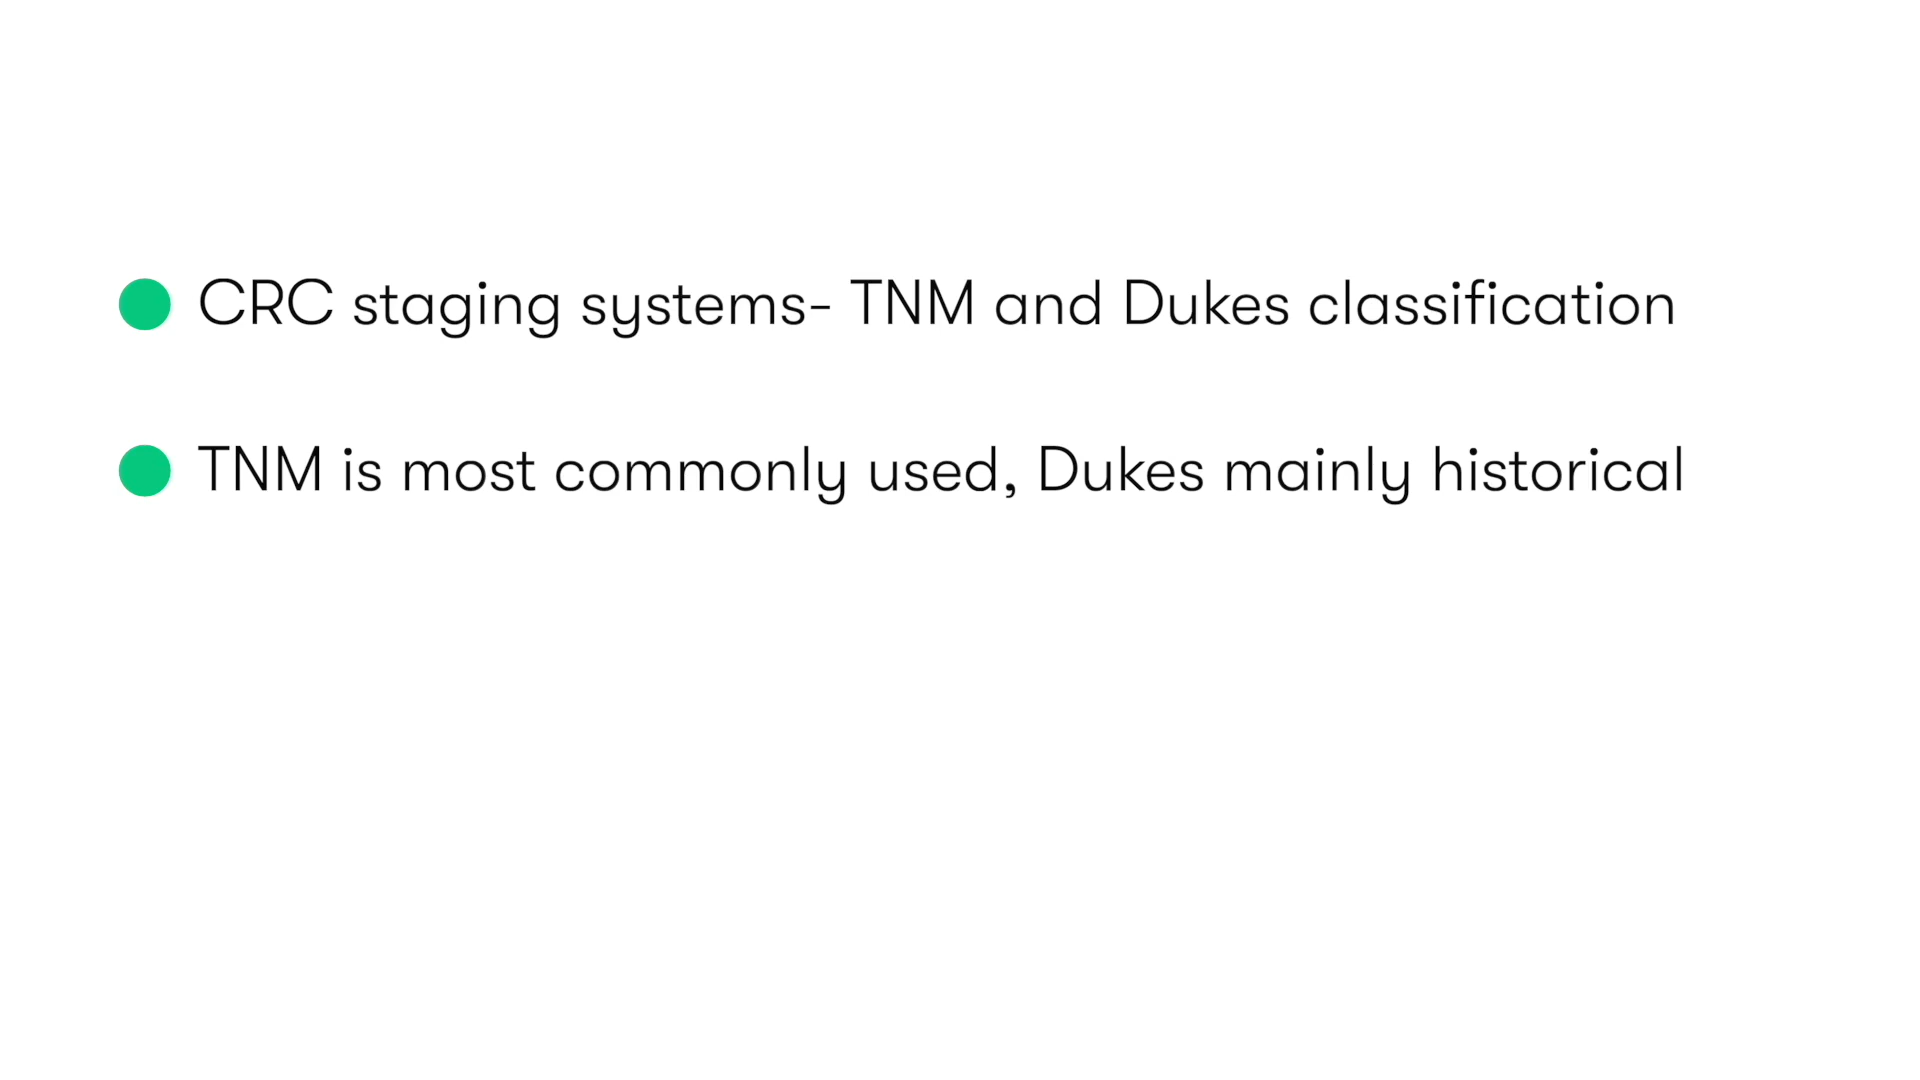 CRC staging systems- TNM and Dukes classification
TNM is most commonly used, Dukes mainly historical